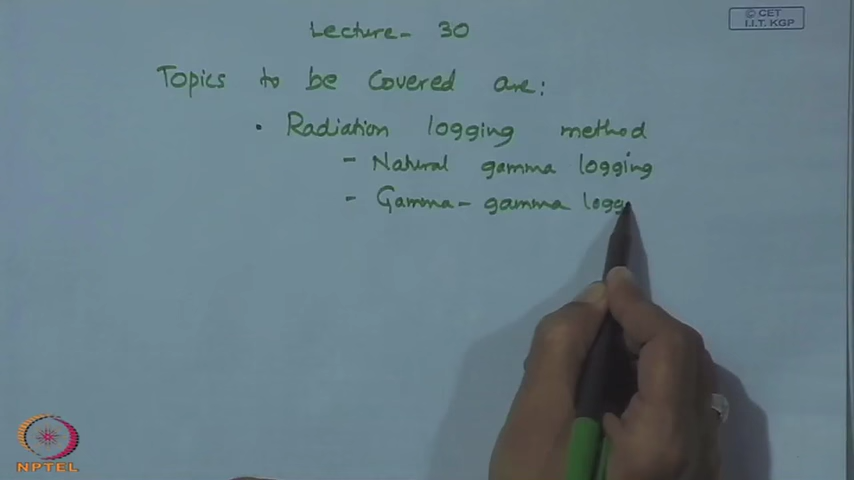 Lecture - 30
© CET
I.I.T. KGP
Topics to be covered are:
• Radiation logging method
- Natural gamma logging
- Gamma - gamma logg
NPTEL